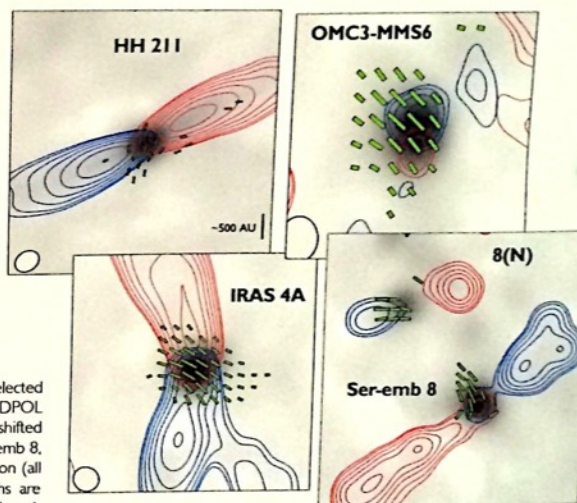 HH 211
OMC3-MMS6
~500 AU
8(N)
IRAS 4A
Ser-emb 8
elected
DPOL
shifted
emb 8,
on (all
ns are